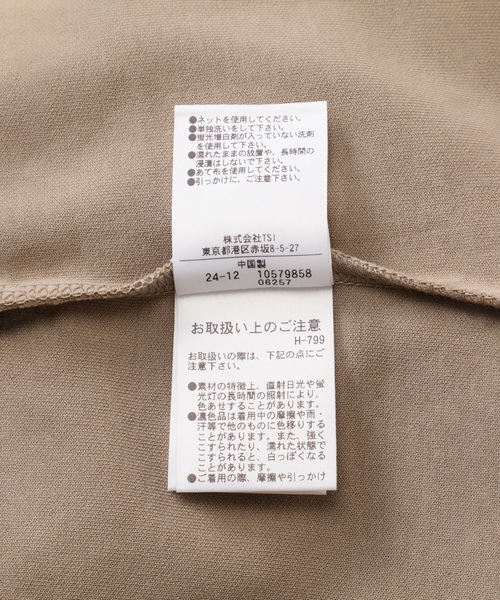 ●ネットを使用してください。
●単独洗いをして下さい。
●蛍光増白剤が入っていない洗剤
を使用して下さい。
●濡れたままの放置や、長時間の
浸漬はしないで下さい。
●あて布を使用して下さい。
●引っかけに、ご注意下さい。
株式会社TSI
東京都港区赤坂8-5-27
中国製
24-12 10579858
06257
お取扱い上のご注意
H-799
お取扱いの際は、下記の点にご
注意下さい。
●素材の特徴上、直射日光や蛍
光灯の長時間の照射により、
色あせすることがあります。
●濃色品は着用中の摩擦や雨・
汗等で他のものに色移りする
ことがあります。また、強く
こすられたり、濡れた状態で
こすられると、白っぽくなる
ことがあります。
●ご着用の際、摩擦や引っかけ